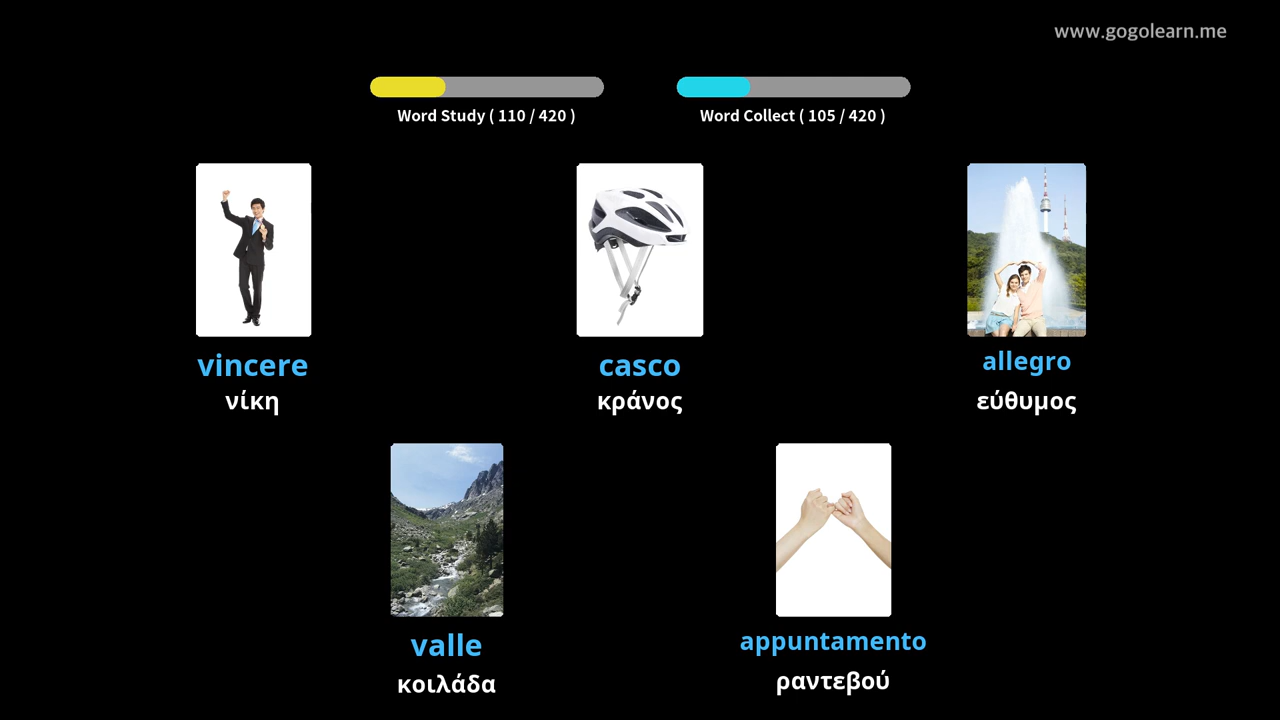 www.gogolearn.me
Word Study ( 110 / 420 )
Word Collect ( 105 / 420 )
vincere
νίκη
casco
κράνος
allegro
εύθυμος
valle
κοιλάδα
appuntamento
ραντεβού